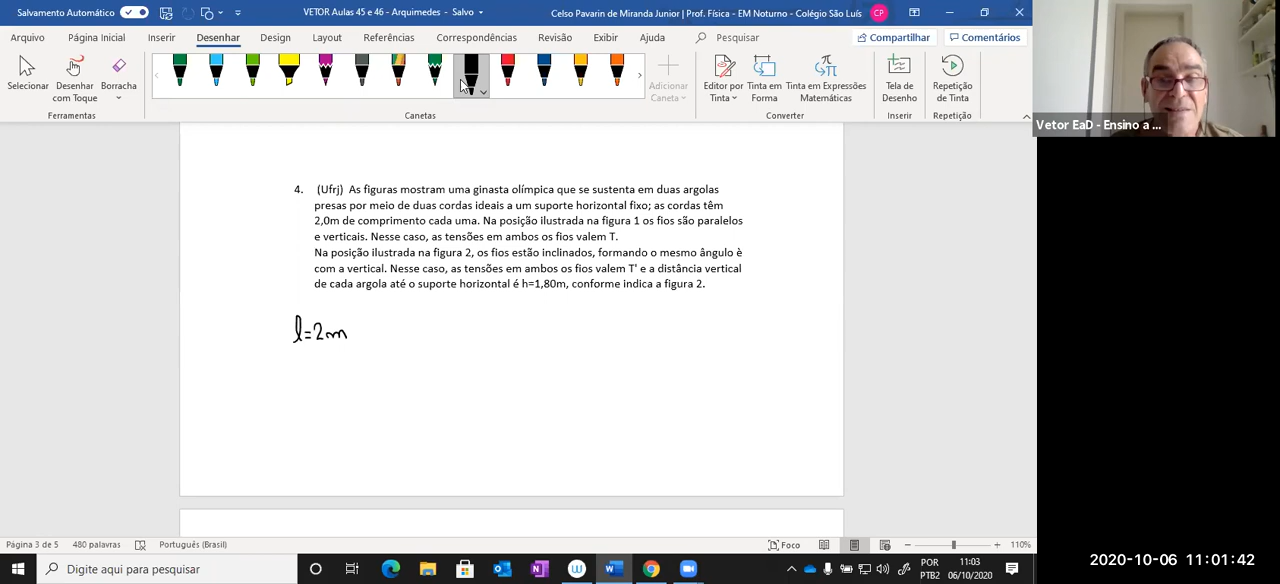 Salvamento Automático
VETOR Aulas 45 e 46 - Arquimedes - Salvo
Celso Pavarin de Miranda Junior | Prof. Física - EM Noturno - Colégio São Luís
CP
Arquivo
Página Inicial
Inserir
Desenhar
Design
Layout
Referências
Correspondências
Revisão
Exibir
Ajuda
Pesquisar
Compartilhar
Comentários
Selecionar
Desenhar com Toque
Borracha
Adicionar Caneta
Editor por Tinta
Tinta em Forma
Tinta em Expressões Matemáticas
Tela de Desenho
Repetição de Tinta
Ferramentas
Canetas
Converter
Inserir
Repetição
Vetor EaD - Ensino a ...
4. (Ufrj) As figuras mostram uma ginasta olímpica que se sustenta em duas argolas
presas por meio de duas cordas ideais a um suporte horizontal fixo; as cordas têm
2,0m de comprimento cada uma. Na posição ilustrada na figura 1 os fios são paralelos
e verticais. Nesse caso, as tensões em ambos os fios valem T.
Na posição ilustrada na figura 2, os fios estão inclinados, formando o mesmo ângulo è
com a vertical. Nesse caso, as tensões em ambos os fios valem T' e a distância vertical
de cada argola até o suporte horizontal é h=1,80m, conforme indica a figura 2.
l=2m
Página 3 de 5
480 palavras
Português (Brasil)
Foco
110%
Digite aqui para pesquisar
POR
PTB2
11:03
06/10/2020
2020-10-06 11:01:42